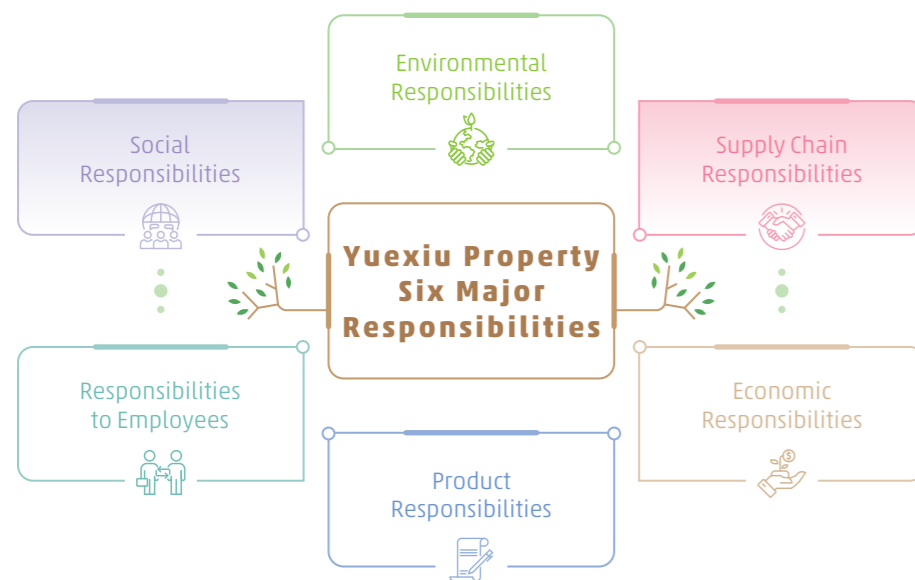 Environmental
Responsibilities
Social
Responsibilities
Supply Chain
Responsibilities
Yuexiu Property
Six Major
Responsibilities
Responsibilities
to Employees
Economic
Responsibilities
Product
Responsibilities
$